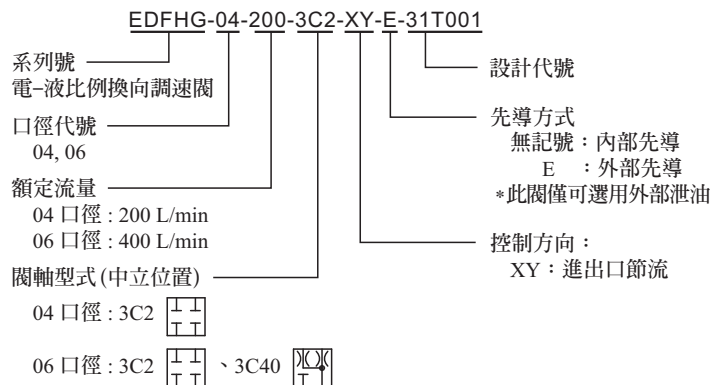 EDFHG-04-200-3C2-XY-E-31T001
系列號
電–液比例換向調速閥
口徑代號
04, 06
額定流量
04 口徑 : 200 L/min
06 口徑 : 400 L/min
閥軸型式 (中立位置)
04 口徑 : 3C2
06 口徑 : 3C2 、3C40
設計代號
先導方式
無記號：內部先導
E ：外部先導
*此閥僅可選用外部泄油
控制方向：
XY：進出口節流